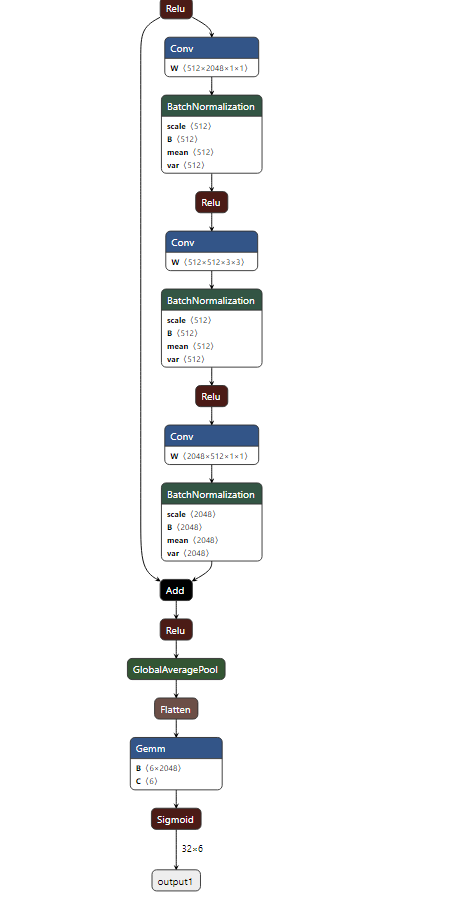 Relu
Conv
W ⟨512×2048×1×1⟩
BatchNormalization
scale ⟨512⟩
B ⟨512⟩
mean ⟨512⟩
var ⟨512⟩
Relu
Conv
W ⟨512×512×3×3⟩
BatchNormalization
scale ⟨512⟩
B ⟨512⟩
mean ⟨512⟩
var ⟨512⟩
Relu
Conv
W ⟨2048×512×1×1⟩
BatchNormalization
scale ⟨2048⟩
B ⟨2048⟩
mean ⟨2048⟩
var ⟨2048⟩
Add
Relu
GlobalAveragePool
Flatten
Gemm
B ⟨6×2048⟩
C ⟨6⟩
Sigmoid
32×6
output1